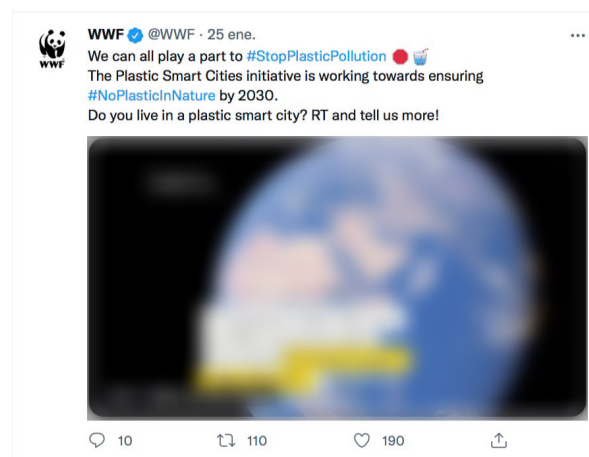 WWF @WWF · 25 ene.
We can all play a part to #StopPlasticPollution 🛑 🥤
The Plastic Smart Cities initiative is working towards ensuring
#NoPlasticInNature by 2030.
Do you live in a plastic smart city? RT and tell us more!
WWF
10 110 190